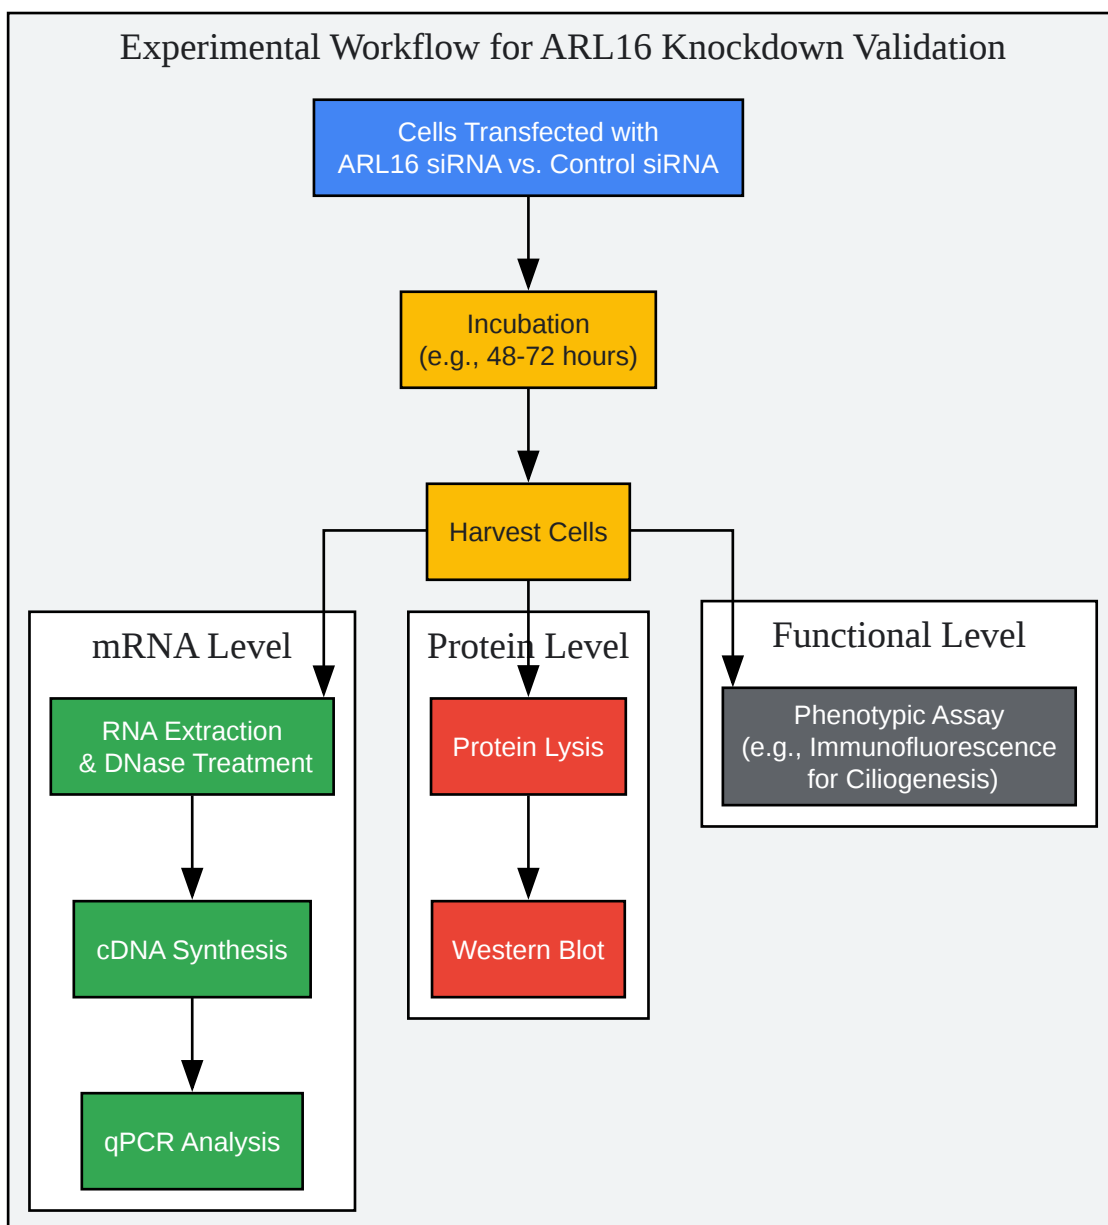 Experimental Workflow for ARL16 Knockdown Validation
Cells Transfected with
ARL16 siRNA vs. Control siRNA
Incubation
(e.g., 48-72 hours)
Harvest Cells
mRNA Level
RNA Extraction
& DNase Treatment
cDNA Synthesis
qPCR Analysis
Protein Level
Protein Lysis
Western Blot
Functional Level
Phenotypic Assay
(e.g., Immunofluorescence
for Ciliogenesis)